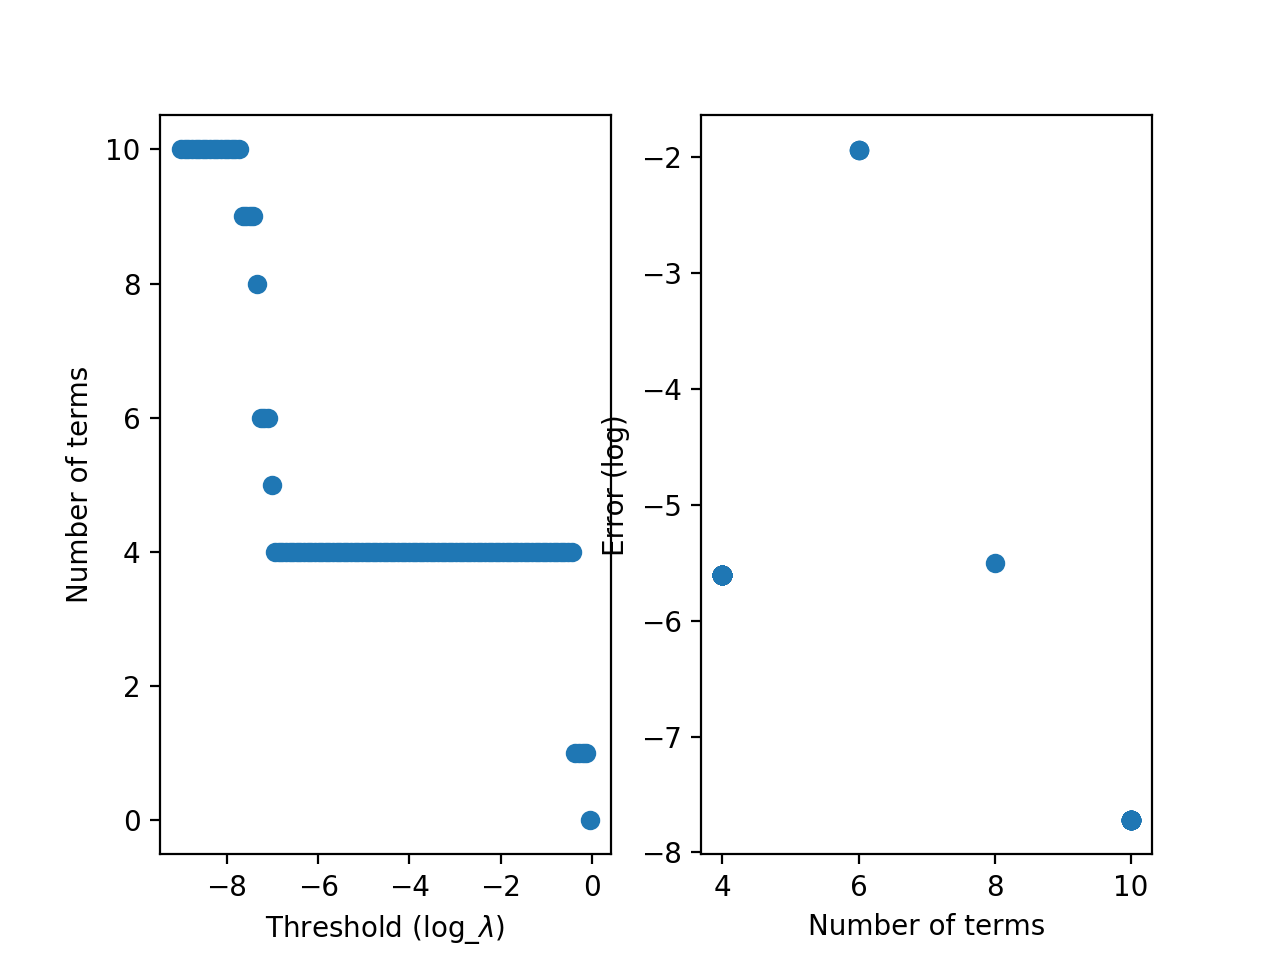 10
8
6
4
2
0
Number of terms
−8 −6 −4 −2 0
Threshold (log_λ)
−2
−3
−4
−5
−6
−7
−8
Error (log)
4 6 8 10
Number of terms